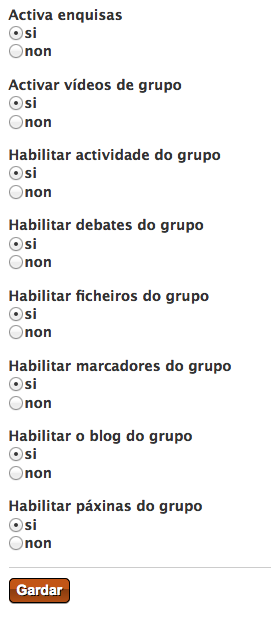 Activa enquisas
si
non
Activar vídeos de grupo
si
non
Habilitar actividade do grupo
si
non
Habilitar debates do grupo
si
non
Habilitar ficheiros do grupo
si
non
Habilitar marcadores do grupo
si
non
Habilitar o blog do grupo
si
non
Habilitar páxinas do grupo
si
non
Gardar